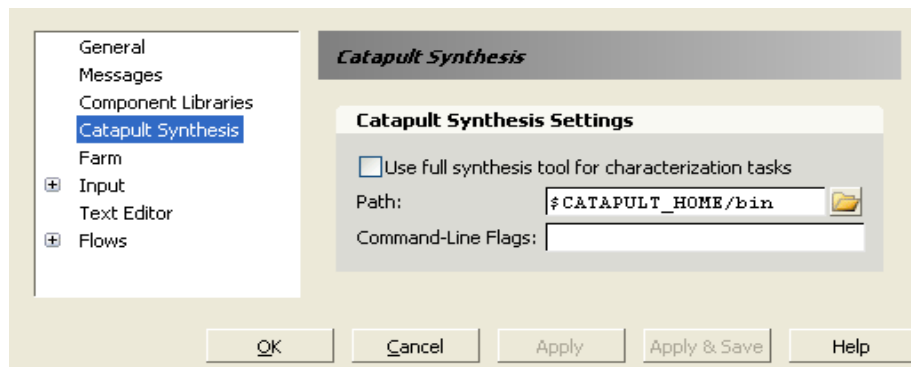 General
Messages
Component Libraries
Catapult Synthesis
Farm
Input
Text Editor
Flows
Catapult Synthesis
Catapult Synthesis Settings
Use full synthesis tool for characterization tasks
Path: $CATAPULT_HOME/bin
Command-Line Flags:
OK Cancel Apply Apply & Save Help